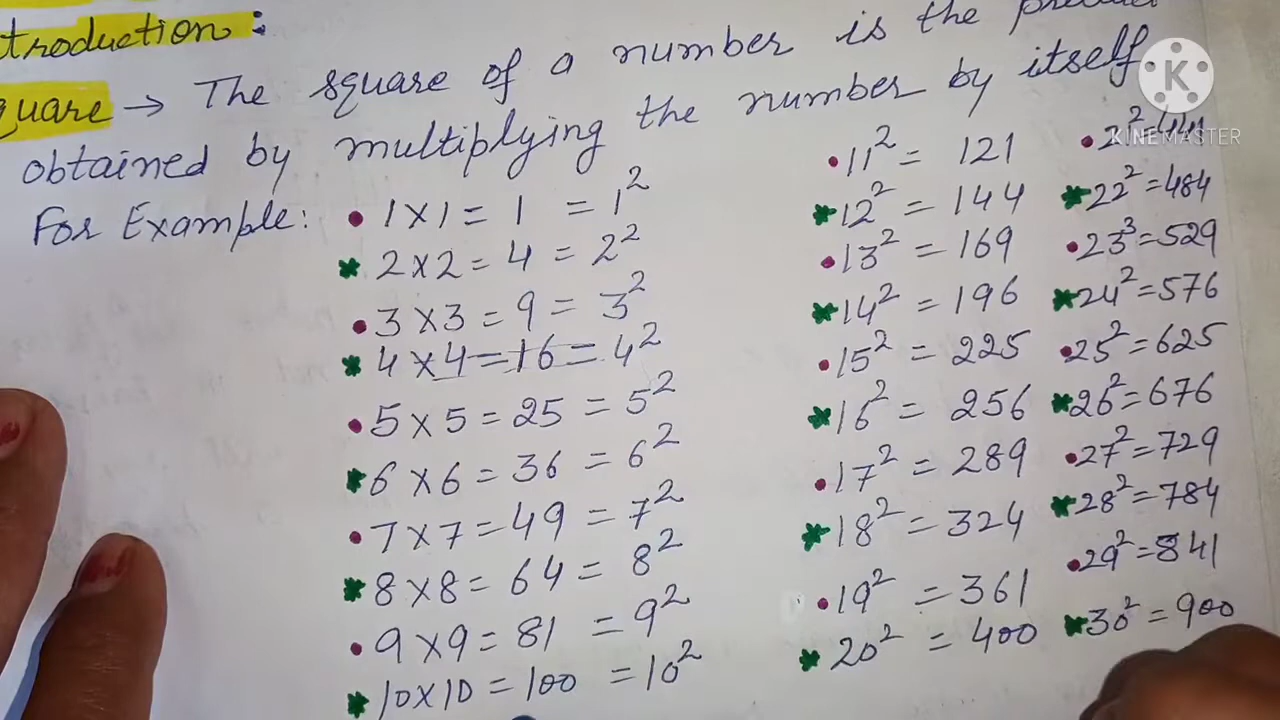 troduction:
quare → The square of a number is the
obtained by multiplying the number by itself
For Example:
1×1= 1 = 1²
2×2= 4 = 2²
3×3= 9 = 3²
4×4=16= 4²
5×5=25 = 5²
6×6=36 = 6²
7×7=49 = 7²
8×8= 64 = 8²
9×9= 81 = 9²
10×10=100 = 10²
11² = 121
12² = 144
13² = 169
14² = 196
15² = 225
16² = 256
17² = 289
18² = 324
19² = 361
20² = 400
22²=484
23³=529
24²=576
25²=625
26²=676
27²=729
28²=784
29²=841
30²=900
K
KINEMASTER